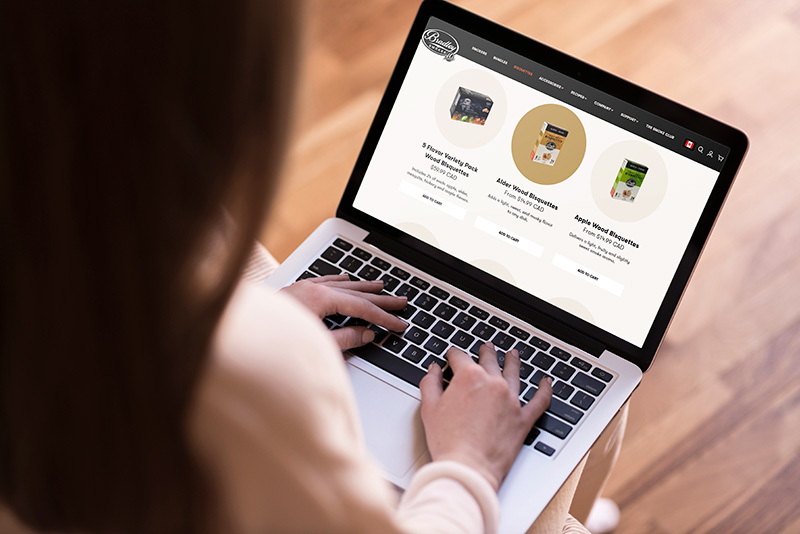 Bradley
SMOKER
SMOKERS
BUNDLES
BISQUETTES
ACCESSORIES
RECIPES
COMPANY
SUPPORT
THE SMOKE CLUB
5 Flavor Variety Pack
Wood Bisquettes
CAD
Includes 24 of each: apple, alder,
mesquite, hickory and maple flavors.
ADD TO CART
Alder Wood Bisquettes
From $14.99 CAD
Adds a light, sweet, and smoky flavor
to any dish.
ADD TO CART
Apple Wood Bisquettes
From $14.99 CAD
Delivers a light, fruity and slightly
sweet smoke aroma.
ADD TO CART